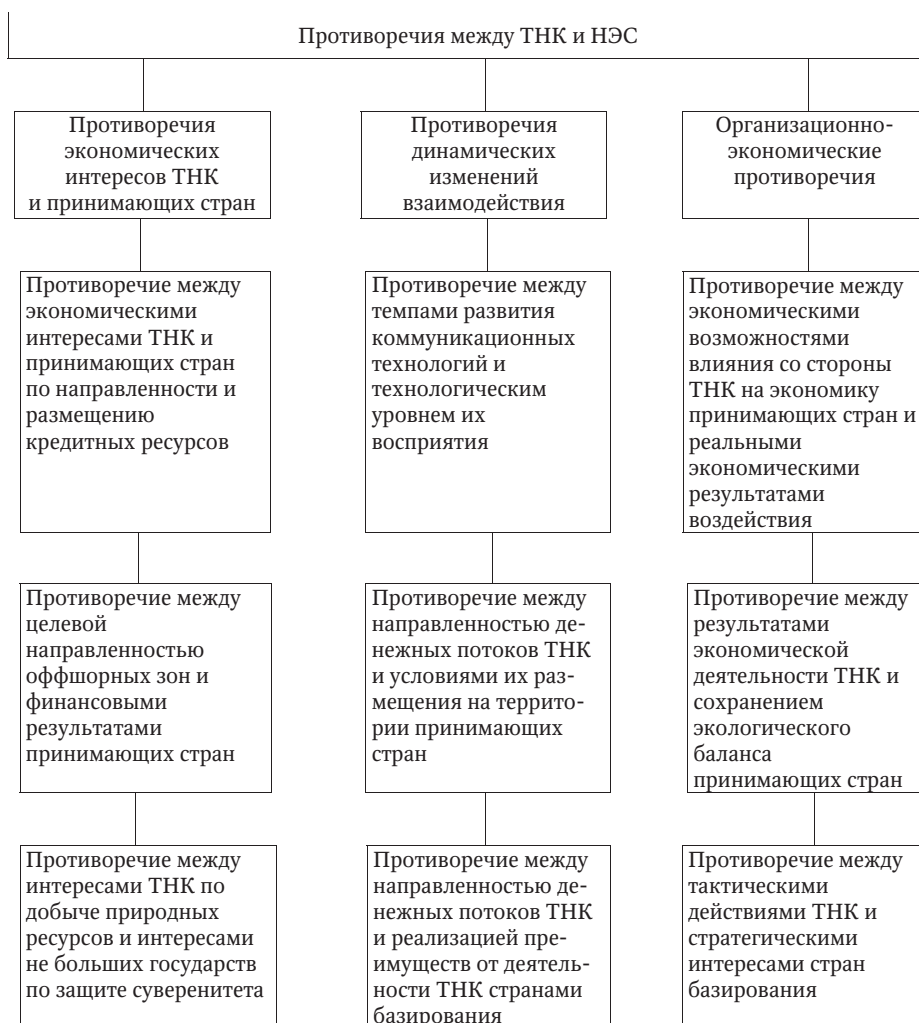 Противоречия между ТНК и НЭС
Противоречия
экономических
интересов ТНК
и принимающих стран
Противоречия
динамических
изменений
взаимодействия
Организационно-
экономические
противоречия
Противоречие между
экономическими
интересами ТНК и
принимающих стран
по направленности и
размещению
кредитных ресурсов
Противоречие между
темпами развития
коммуникационных
технологий и
технологическим
уровнем их
восприятия
Противоречие между
экономическими
возможностями
влияния со стороны
ТНК на экономику
принимающих стран и
реальными
экономическими
результатами
воздействия
Противоречие между
целевой
направленностью
оффшорных зон и
финансовыми
результатами
принимающих стран
Противоречие между
направленностью де-
нежных потоков ТНК
и условиями их раз-
мещения на террито-
рии принимающих
стран
Противоречие между
результатами
экономической
деятельности ТНК и
сохранением
экологического
баланса
принимающих стран
Противоречие между
интересами ТНК по
добыче природных
ресурсов и интересами
не больших государств
по защите суверенитета
Противоречие между
направленностью де-
нежных потоков ТНК
и реализацией пре-
имуществ от деятель-
ности ТНК странами
базирования
Противоречие между
тактическими
действиями ТНК и
стратегическими
интересами стран
базирования